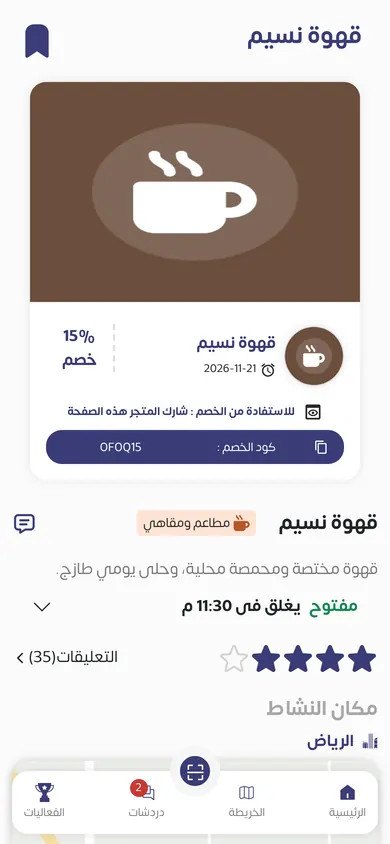 قهوة نسيم
قهوة نسيم
2026-11-21
15%
خصم
للاستفادة من الخصم : شارك المتجر هذه الصفحة
كود الخصم : OFOQ15
قهوة نسيم
مطاعم ومقاهي
قهوة مختصة ومحمصة محلية، وحلى يومي طازج.
مفتوح يغلق فى 11:30 م
التعليقات(35)
مكان النشاط
الرياض
الرئيسية
الخريطة
2
دردشات
الفعاليات